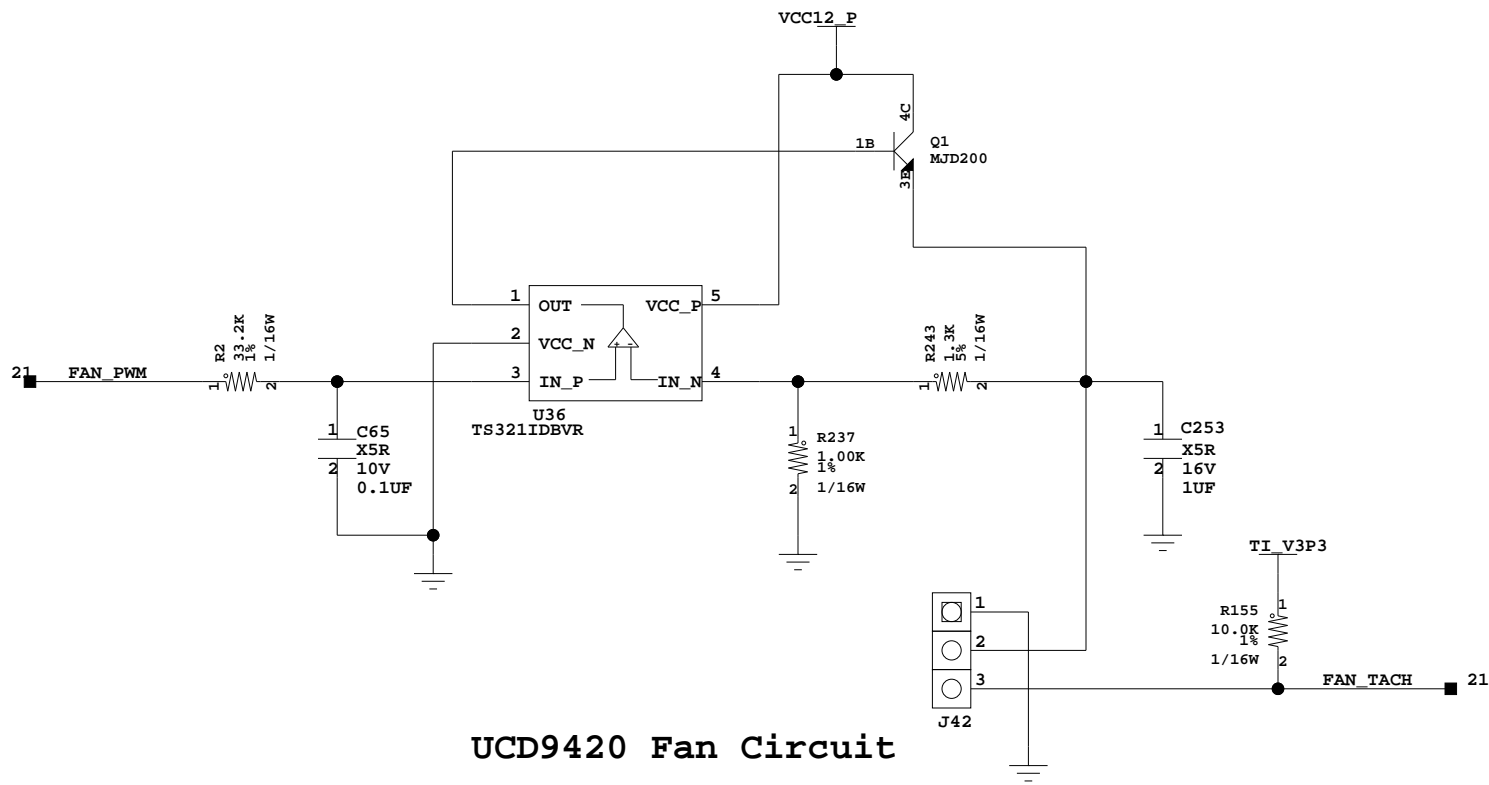 VCC12_P
4C
1B
Q1
MJD200
3E
1
OUT
VCC_P
5
2
VCC_N
3
IN_P
+ -
IN_N
4
U36
TS321IDBVR
21
FAN_PWM
1
R2
33.2K
1%
1/16W
2
1
C65
X5R
2
10V
0.1UF
1
R237
1.00K
1%
2
1/16W
1
R243
1.3K
5%
1/16W
2
1
C253
X5R
2
16V
1UF
TI_V3P3
1
R155
10.0K
1%
1/16W
2
1
2
3
J42
FAN_TACH
21
UCD9420 Fan Circuit